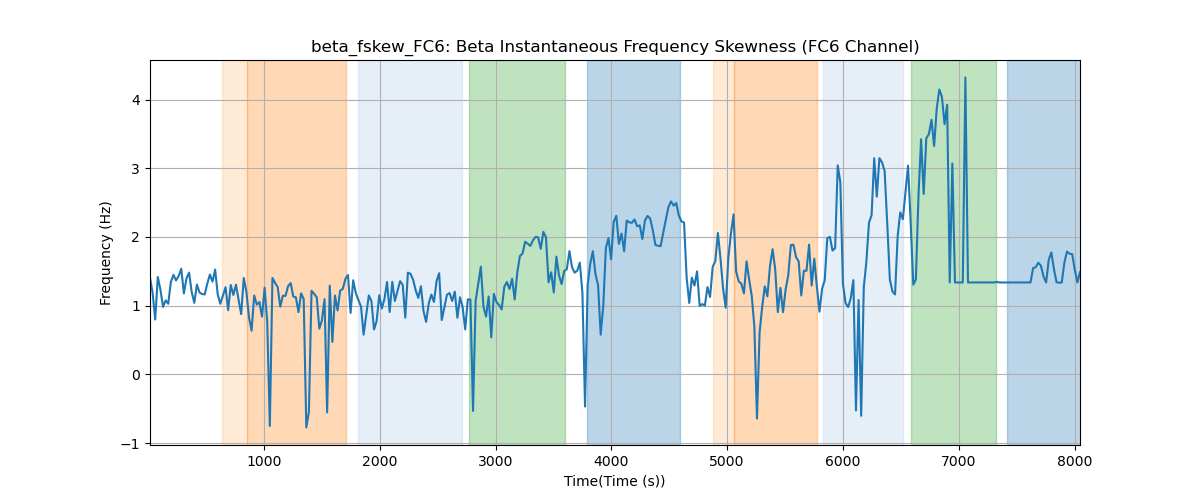 beta_fskew_FC6: Beta Instantaneous Frequency Skewness (FC6 Channel)
Frequency (Hz)
4
3
2
1
0
−1
1000 2000 3000 4000 5000 6000 7000 8000
Time(Time (s))